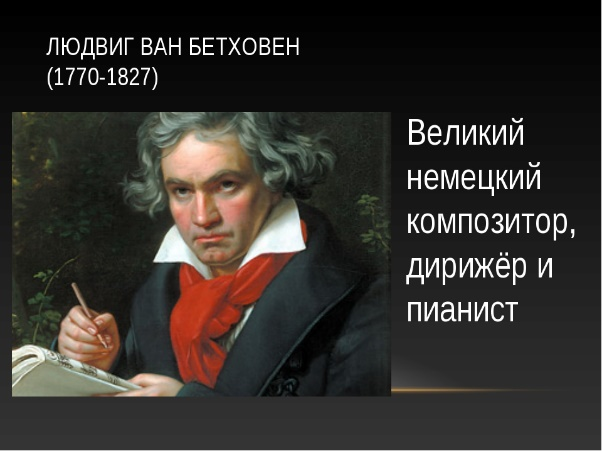 ЛЮДВИГ ВАН БЕТХОВЕН
(1770-1827)
Великий
немецкий
композитор,
дирижёр и
пианист